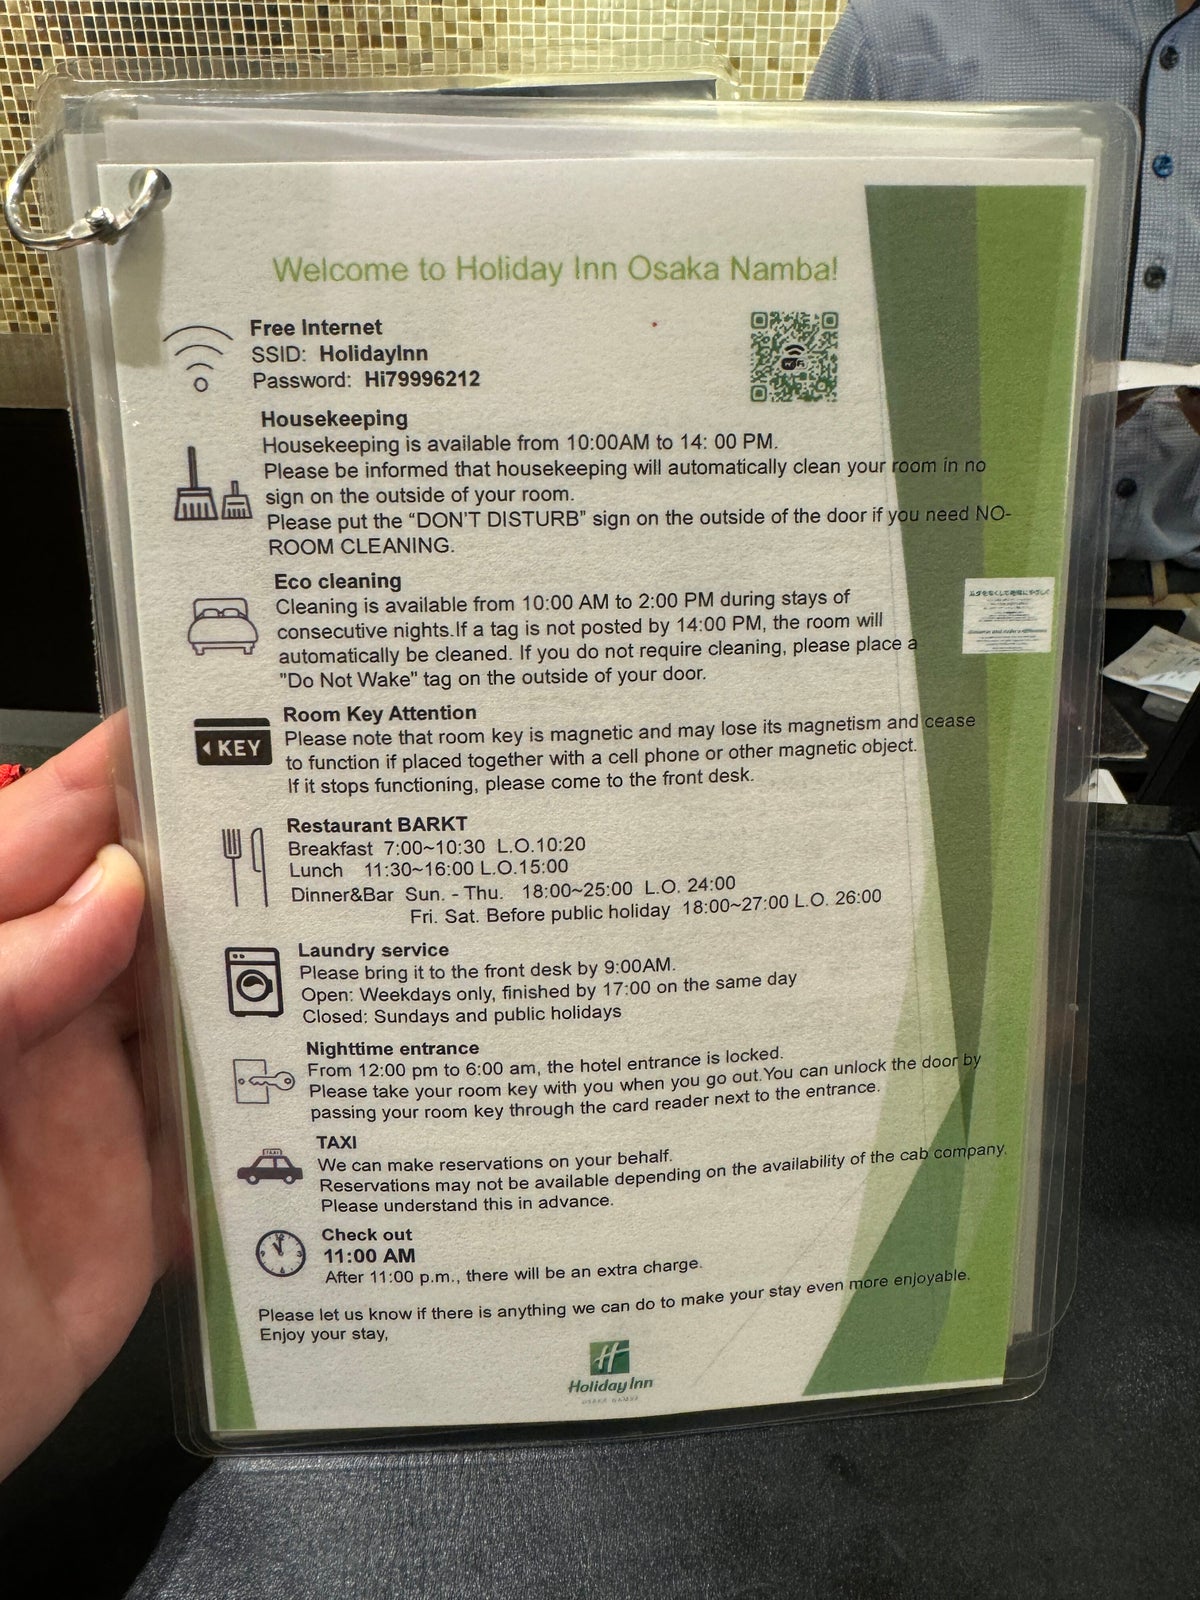 Welcome to Holiday Inn Osaka Namba!
Free Internet
SSID: HolidayInn
Password: Hi79996212
Housekeeping
Housekeeping is available from 10:00AM to 14: 00 PM.
Please be informed that housekeeping will automatically clean your room in no
sign on the outside of your room.
Please put the “DON'T DISTURB” sign on the outside of the door if you need NO-
ROOM CLEANING.
Eco cleaning
Cleaning is available from 10:00 AM to 2:00 PM during stays of
consecutive nights.If a tag is not posted by 14:00 PM, the room will
automatically be cleaned. If you do not require cleaning, please place a
"Do Not Wake" tag on the outside of your door.
KEY
Room Key Attention
Please note that room key is magnetic and may lose its magnetism and cease
to function if placed together with a cell phone or other magnetic object.
If it stops functioning, please come to the front desk.
Restaurant BARKT
Breakfast 7:00~10:30 L.O.10:20
Lunch 11:30~16:00 L.O.15:00
Dinner&Bar Sun. - Thu. 18:00~25:00 L.O. 24:00
Fri. Sat. Before public holiday 18:00~27:00 L.O. 26:00
Laundry service
Please bring it to the front desk by 9:00AM.
Open: Weekdays only, finished by 17:00 on the same day
Closed: Sundays and public holidays
Nighttime entrance
From 12:00 pm to 6:00 am, the hotel entrance is locked.
Please take your room key with you when you go out.You can unlock the door by
passing your room key through the card reader next to the entrance.
TAXI
TAXI
We can make reservations on your behalf.
Reservations may not be available depending on the availability of the cab company.
Please understand this in advance.
Check out
11:00 AM
After 11:00 p.m., there will be an extra charge.
Please let us know if there is anything we can do to make your stay even more enjoyable.
Enjoy your stay,
H
Holiday Inn
OSAKA NAMBA